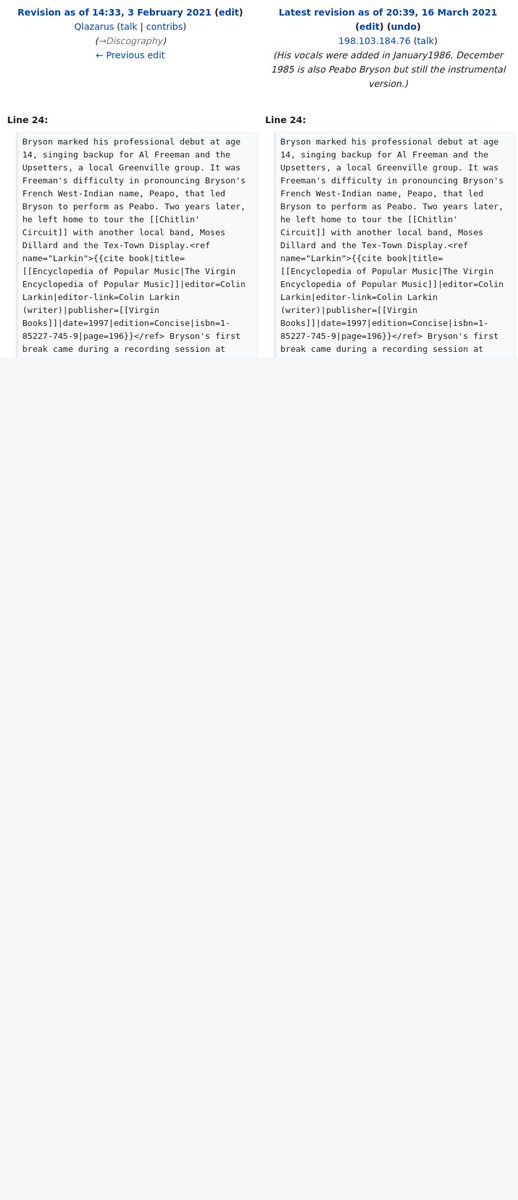 Revision as of 14:33, 3 February 2021 (edit)
Qlazarus (talk | contribs)
(→Discography)
← Previous edit
Latest revision as of 20:39, 16 March 2021
(edit) (undo)
198.103.184.76 (talk)
(His vocals were added in January1986. December
1985 is also Peabo Bryson but still the instrumental
version.)
Line 24:
Bryson marked his professional debut at age
14, singing backup for Al Freeman and the
Upsetters, a local Greenville group. It was
Freeman's difficulty in pronouncing Bryson's
French West-Indian name, Peapo, that led
Bryson to perform as Peabo. Two years later,
he left home to tour the [[Chitlin'
Circuit]] with another local band, Moses
Dillard and the Tex-Town Display.<ref
name="Larkin">{{cite book|title=
[[Encyclopedia of Popular Music|The Virgin
Encyclopedia of Popular Music]]|editor=Colin
Larkin|editor-link=Colin Larkin
(writer)|publisher=[[Virgin
Books]]|date=1997|edition=Concise|isbn=1-
85227-745-9|page=196}}</ref> Bryson's first
break came during a recording session at
Line 24:
Bryson marked his professional debut at age
14, singing backup for Al Freeman and the
Upsetters, a local Greenville group. It was
Freeman's difficulty in pronouncing Bryson's
French West-Indian name, Peapo, that led
Bryson to perform as Peabo. Two years later,
he left home to tour the [[Chitlin'
Circuit]] with another local band, Moses
Dillard and the Tex-Town Display.<ref
name="Larkin">{{cite book|title=
[[Encyclopedia of Popular Music|The Virgin
Encyclopedia of Popular Music]]|editor=Colin
Larkin|editor-link=Colin Larkin
(writer)|publisher=[[Virgin
Books]]|date=1997|edition=Concise|isbn=1-
85227-745-9|page=196}}</ref> Bryson's first
break came during a recording session at